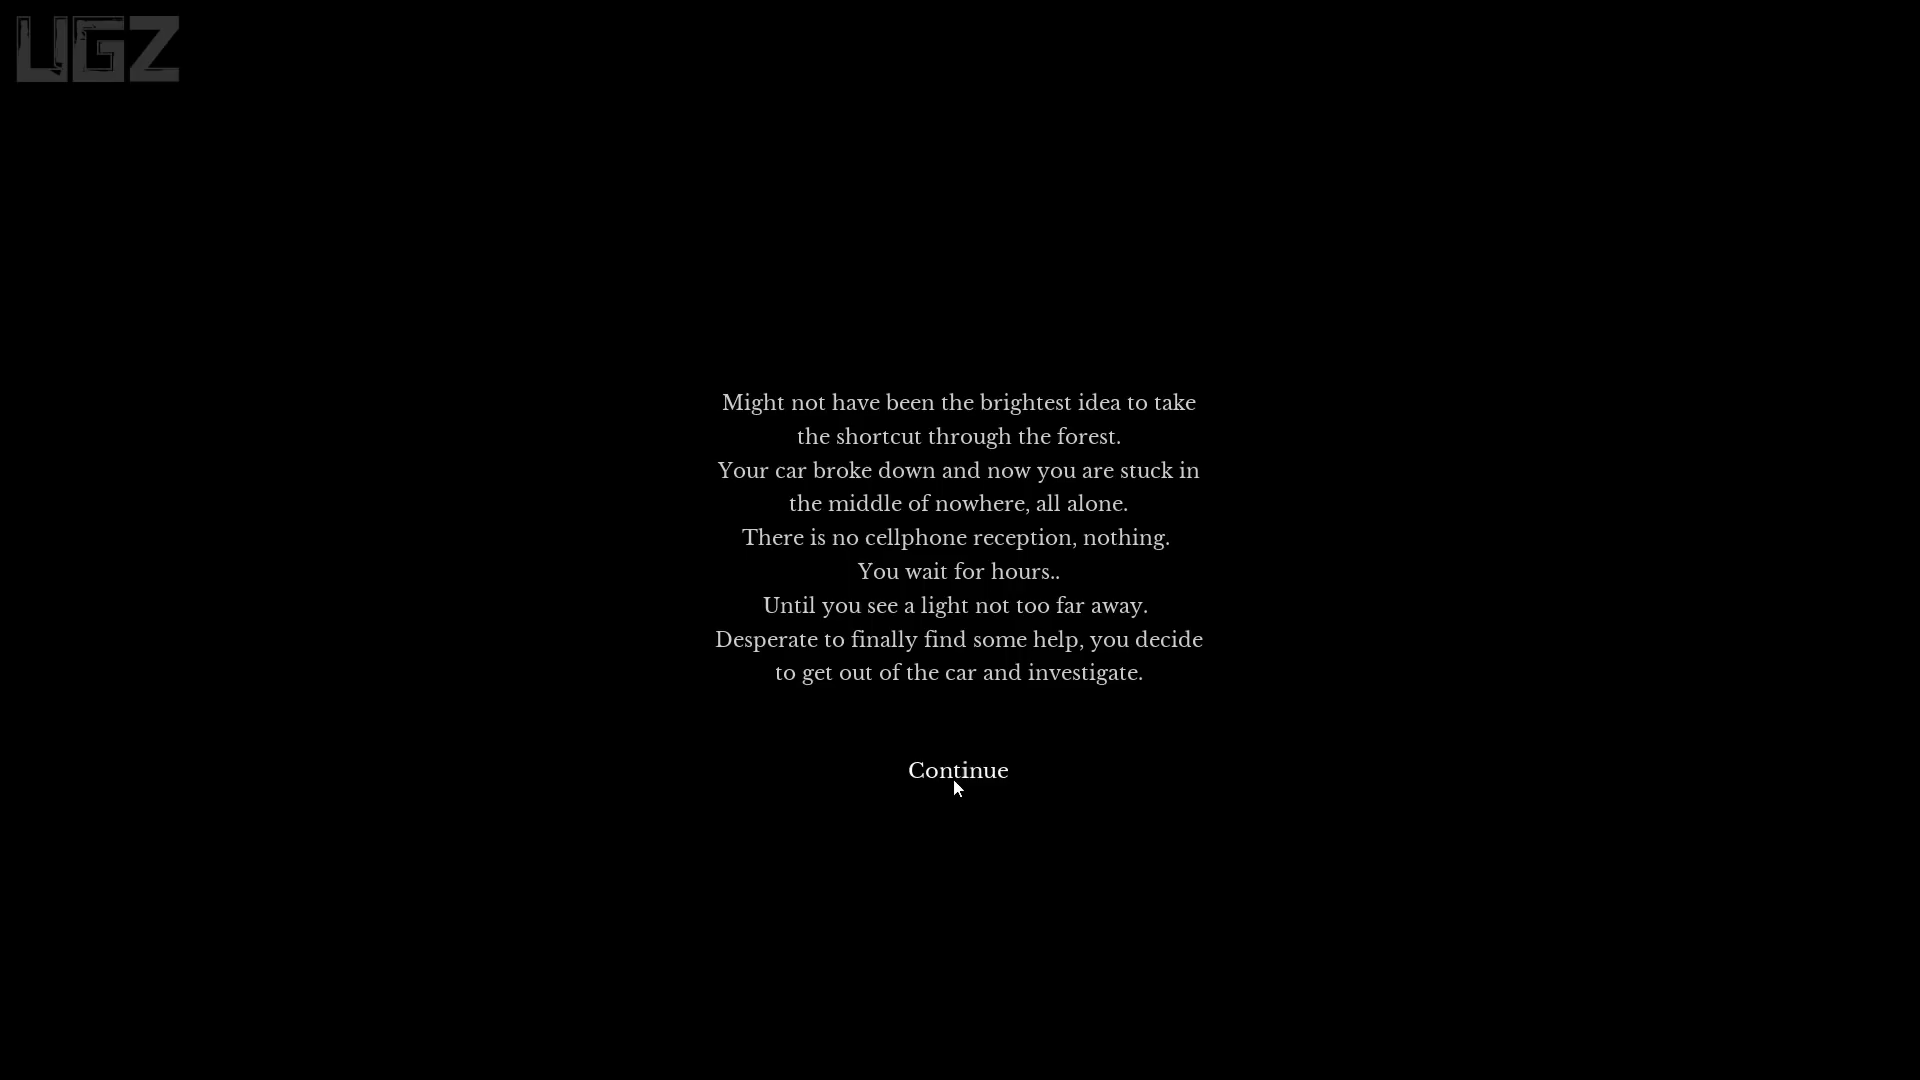 UGZ
Might not have been the brightest idea to take
the shortcut through the forest.
Your car broke down and now you are stuck in
the middle of nowhere, all alone.
There is no cellphone reception, nothing.
You wait for hours..
Until you see a light not too far away.
Desperate to finally find some help, you decide
to get out of the car and investigate.
Continue